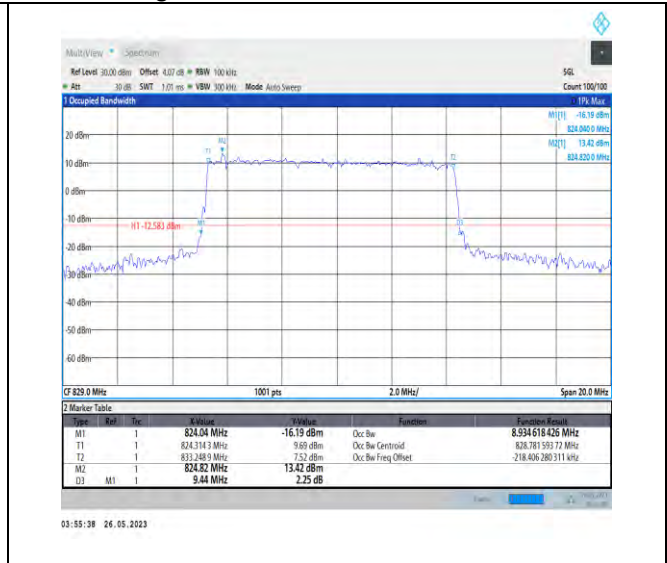 MultiView Spectrum
Ref Level 30.00 dBm Offset 4.07 dB RBW 100 kHz SGL
Att 30 dB SWT 1.01 ms VBW 300 kHz Mode Auto Sweep Count 100/100
1 Occupied Bandwidth 1Pk Max
M1[1] -16.19 dBm
824.040 0 MHz
M2[1] 13.42 dBm
824.820 0 MHz
20 dBm
M2
T1 T2
10 dBm
0 dBm
-10 dBm
H1 -12.583 dBm M1 D3
-20 dBm
-30 dBm
-40 dBm
-50 dBm
-60 dBm
CF 829.0 MHz 1001 pts 2.0 MHz/ Span 20.0 MHz
2 Marker Table
Type Ref Trc X-Value Y-Value Function Function Result
M1 1 824.04 MHz -16.19 dBm Occ Bw 8.934 618 426 MHz
T1 1 824.314 3 MHz 9.69 dBm Occ Bw Centroid 828.781 593 72 MHz
T2 1 833.248 9 MHz 7.52 dBm Occ Bw Freq Offset -218.406 280 311 kHz
M2 1 824.82 MHz 13.42 dBm
D3 M1 1 9.44 MHz 2.25 dB
03:55:38 26.05.2023